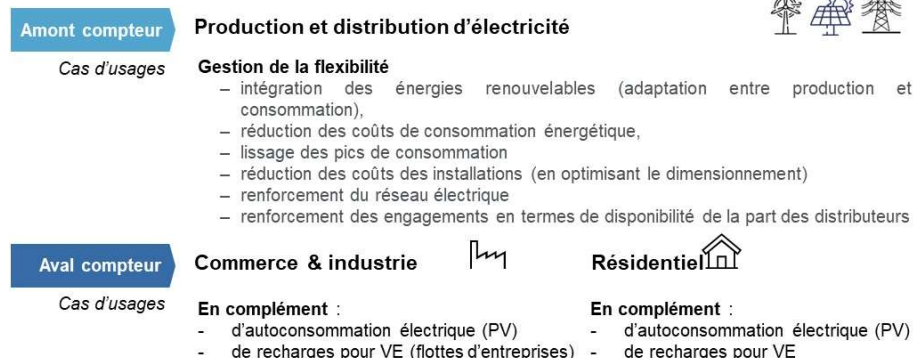 Amont compteur
Production et distribution d'électricité
Cas d'usages
Gestion de la flexibilité
– intégration des énergies renouvelables (adaptation entre production et
consommation),
– réduction des coûts de consommation énergétique,
– lissage des pics de consommation
– réduction des coûts des installations (en optimisant le dimensionnement)
– renforcement du réseau électrique
– renforcement des engagements en termes de disponibilité de la part des distributeurs
Aval compteur
Commerce & industrie
Résidentiel
Cas d'usages
En complément :
- d'autoconsommation électrique (PV)
- de recharges pour VE (flottes d'entreprises)
En complément :
- d'autoconsommation électrique (PV)
- de recharges pour VE